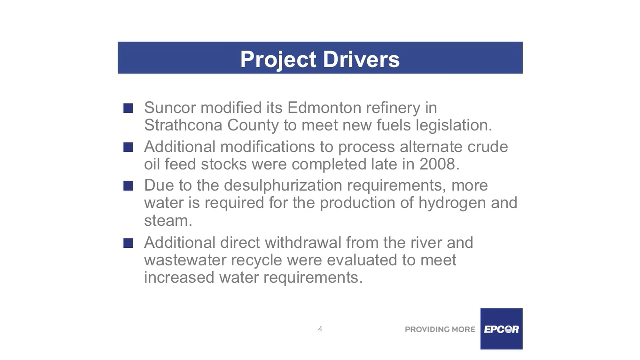 Project Drivers
Suncor modified its Edmonton refinery in
Strathcona County to meet new fuels legislation.
Additional modifications to process alternate crude
oil feed stocks were completed late in 2008.
Due to the desulphurization requirements, more
water is required for the production of hydrogen and
steam.
Additional direct withdrawal from the river and
wastewater recycle were evaluated to meet
increased water requirements.
4
PROVIDING MORE
EPCOR